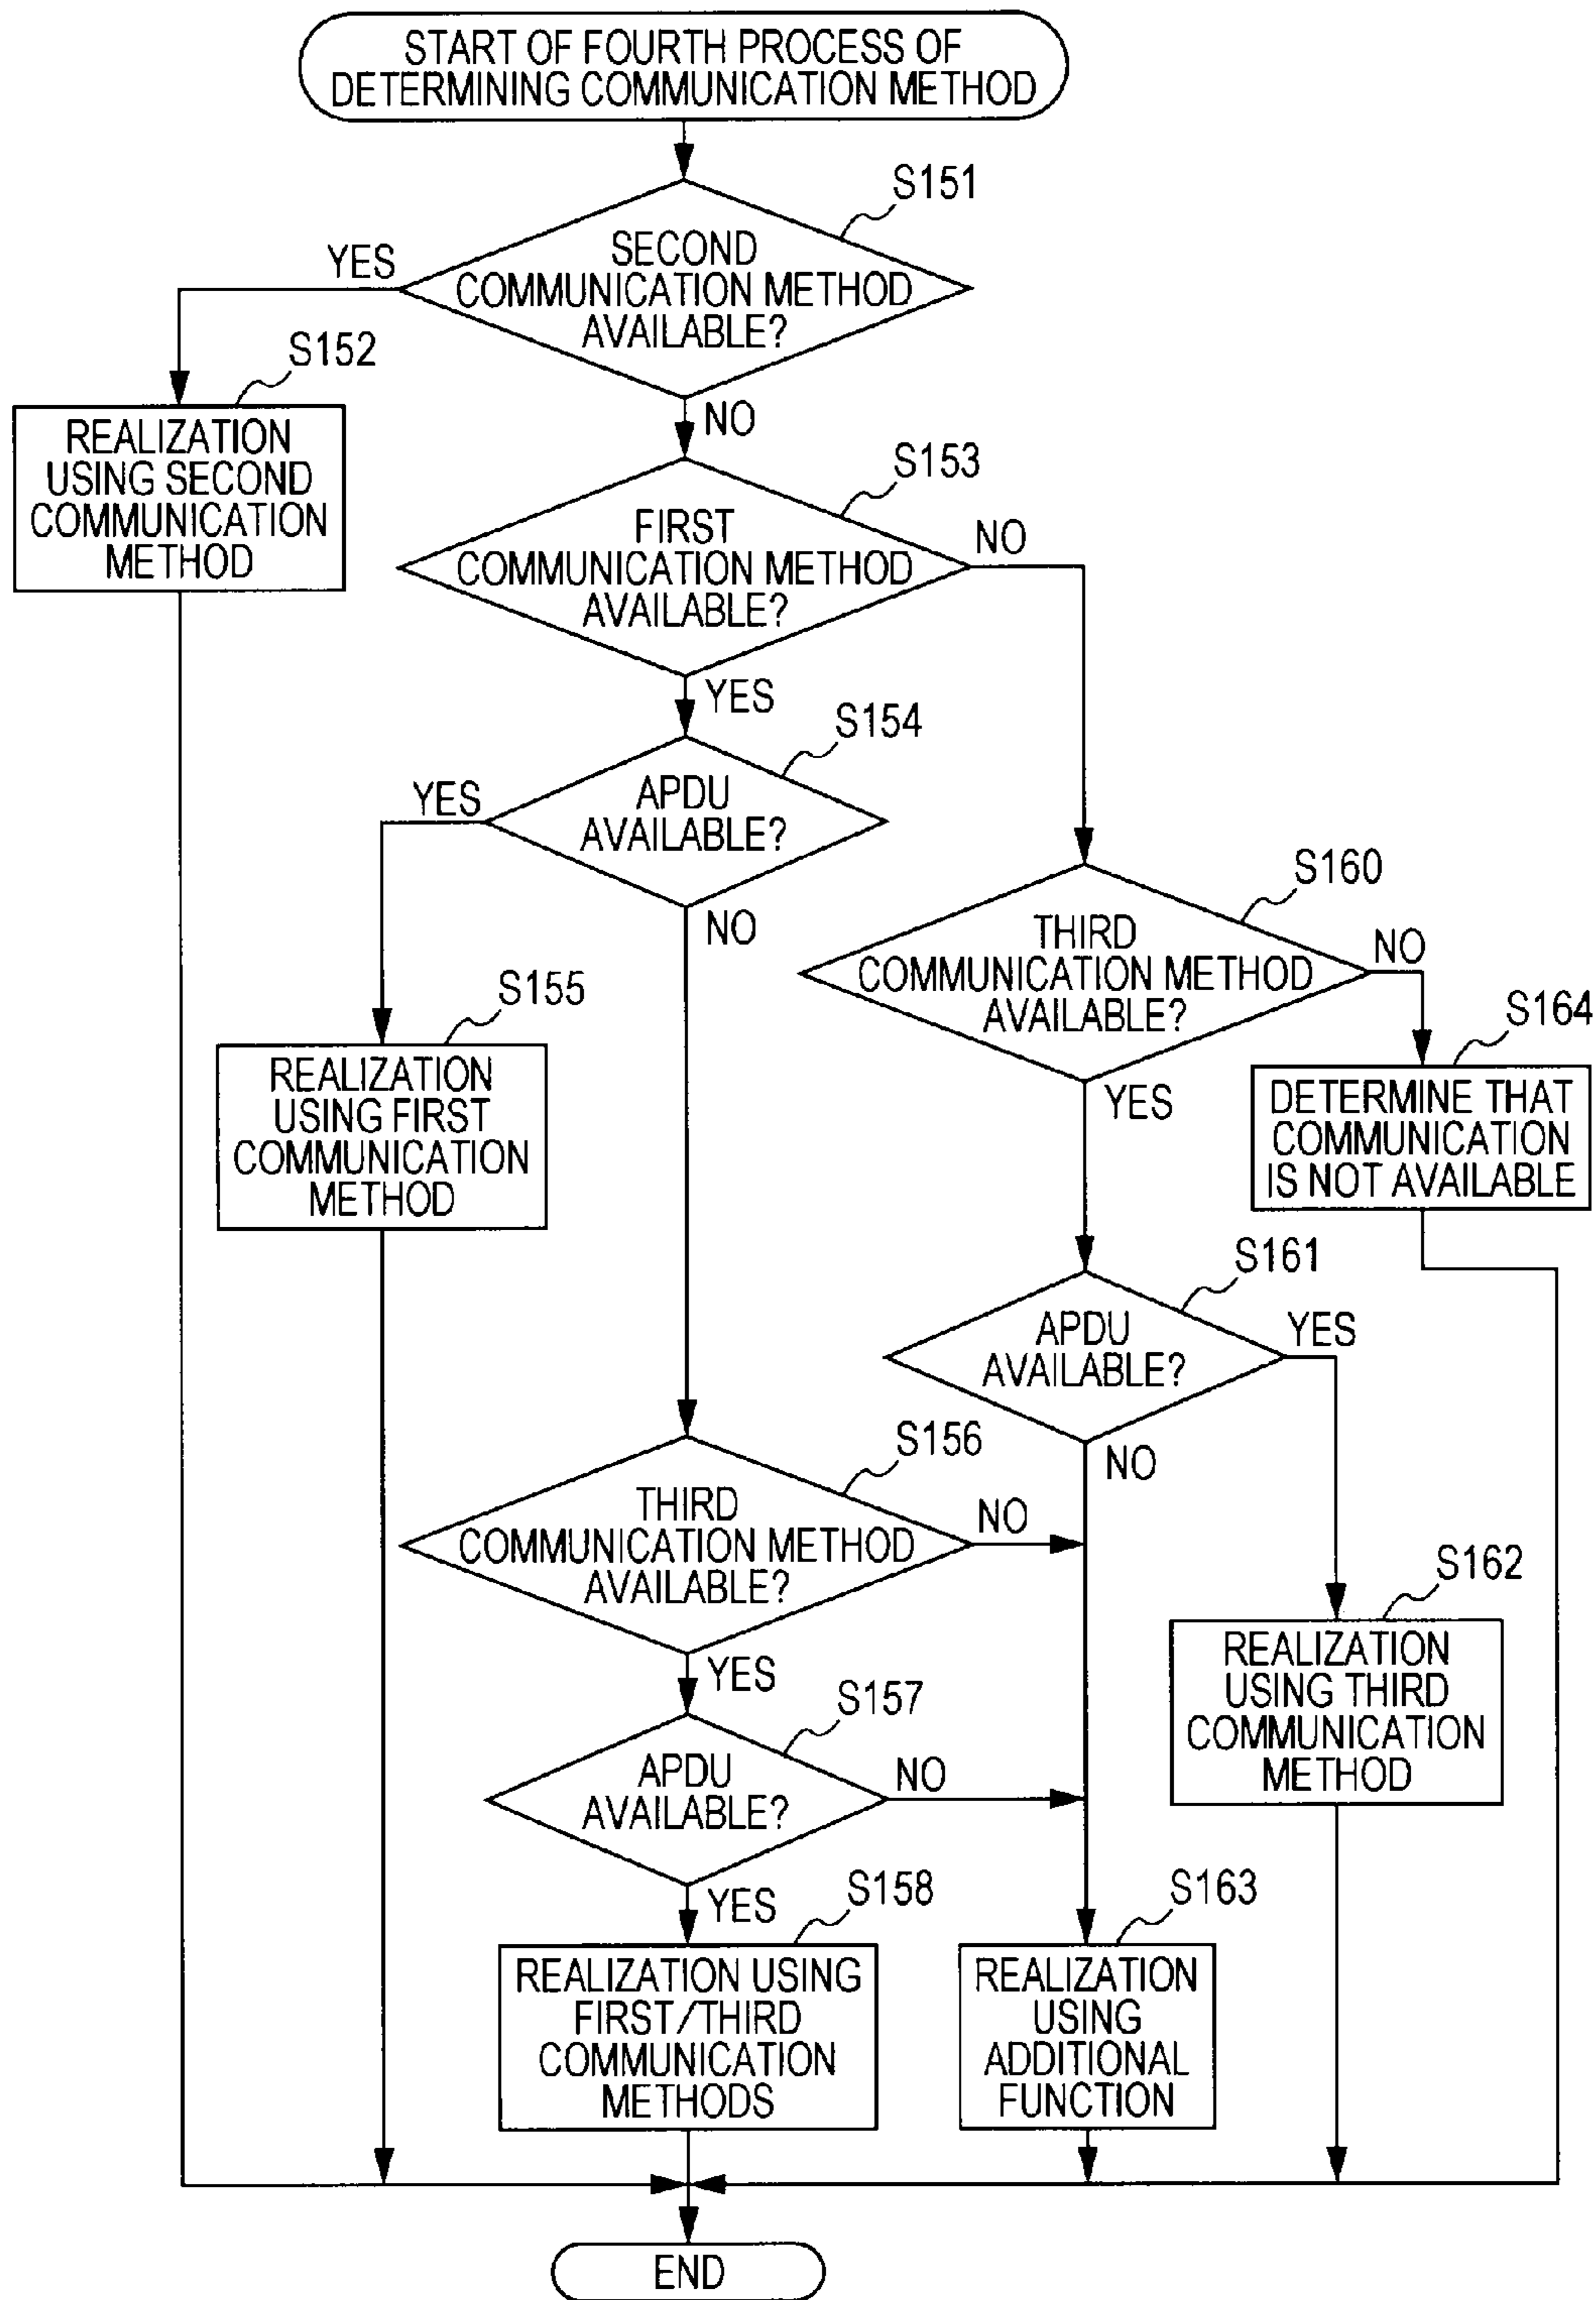 START OF FOURTH PROCESS OF
DETERMINING COMMUNICATION METHOD
S151
SECOND
COMMUNICATION METHOD
AVAILABLE?
YES
NO
S152
REALIZATION
USING SECOND
COMMUNICATION
METHOD
S153
FIRST
COMMUNICATION METHOD
AVAILABLE?
NO
YES
S154
APDU
AVAILABLE?
YES
NO
S155
REALIZATION
USING FIRST
COMMUNICATION
METHOD
S160
THIRD
COMMUNICATION METHOD
AVAILABLE?
NO
YES
S164
DETERMINE THAT
COMMUNICATION
IS NOT AVAILABLE
S161
APDU
AVAILABLE?
YES
NO
S156
THIRD
COMMUNICATION METHOD
AVAILABLE?
NO
YES
S162
REALIZATION
USING THIRD
COMMUNICATION
METHOD
S157
APDU
AVAILABLE?
NO
YES
S158
REALIZATION USING
FIRST/THIRD
COMMUNICATION
METHODS
S163
REALIZATION
USING
ADDITIONAL
FUNCTION
END